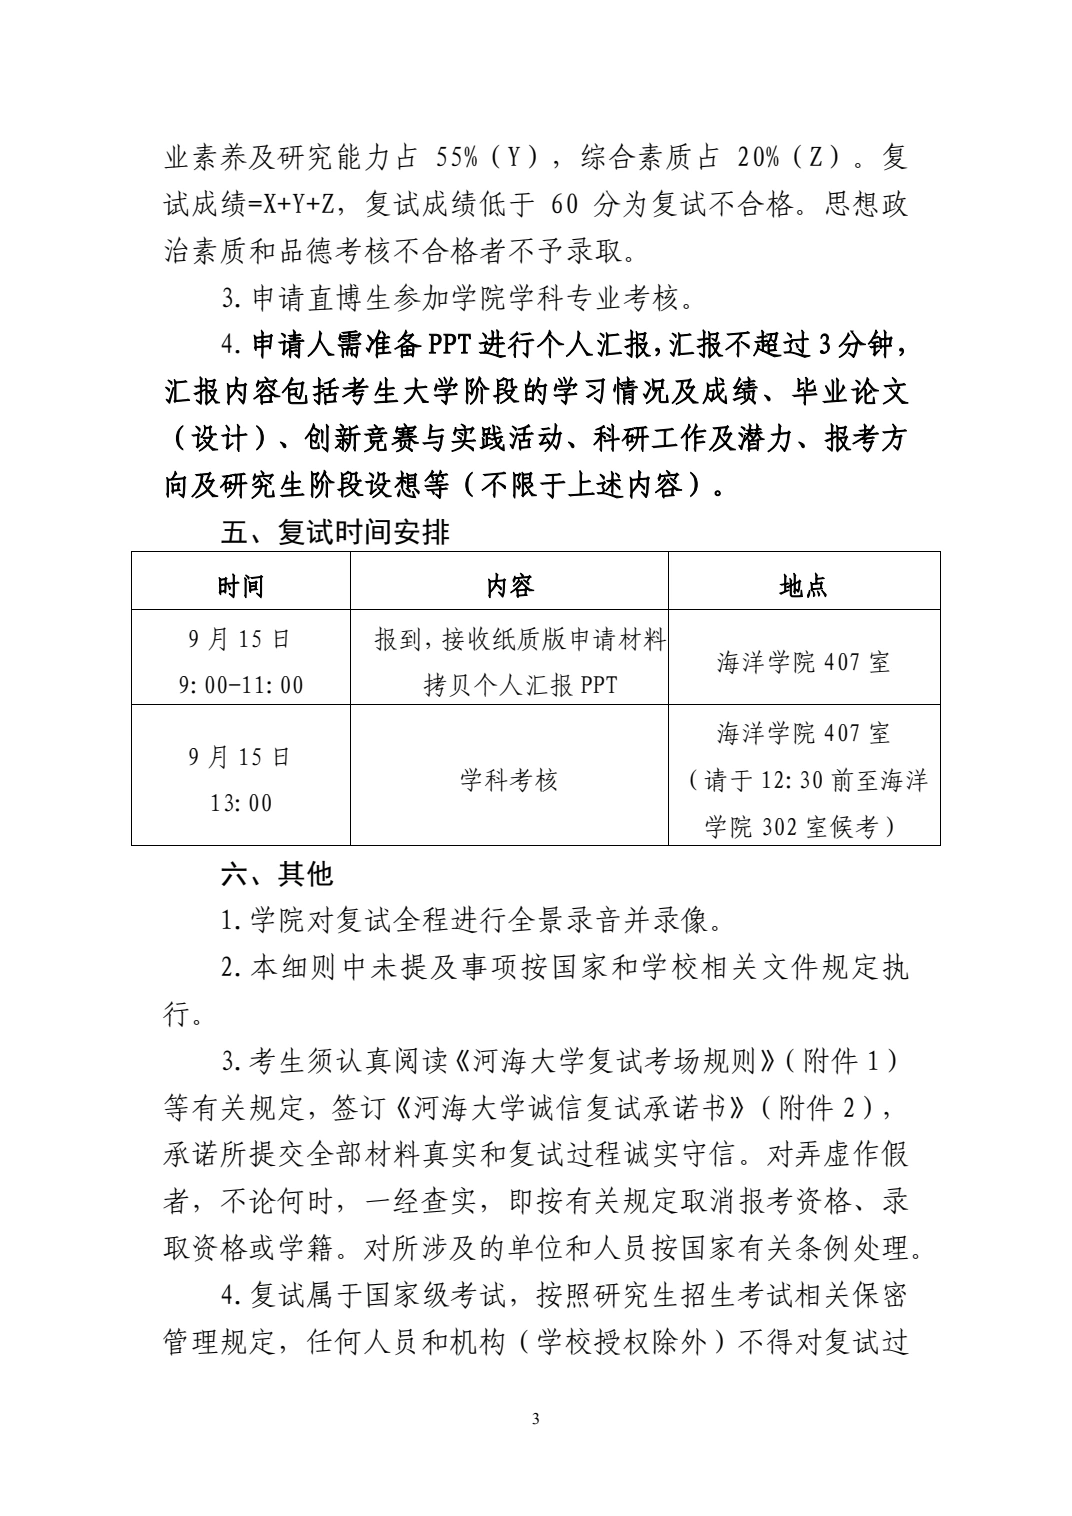 业素养及研究能力占 55%（Y），综合素质占 20%（Z）。复
试成绩=X+Y+Z，复试成绩低于 60 分为复试不合格。思想政
治素质和品德考核不合格者不予录取。
3.申请直博生参加学院学科专业考核。
4.申请人需准备 PPT 进行个人汇报，汇报不超过 3 分钟，
汇报内容包括考生大学阶段的学习情况及成绩、毕业论文
（设计）、创新竞赛与实践活动、科研工作及潜力、报考方
向及研究生阶段设想等（不限于上述内容）。
五、复试时间安排
时间 内容 地点
9 月 15 日
9:00-11:00
报到，接收纸质版申请材料
拷贝个人汇报 PPT
海洋学院 407 室
9 月 15 日
13:00
学科考核
海洋学院 407 室
（请于 12:30 前至海洋
学院 302 室候考）
六、其他
1.学院对复试全程进行全景录音并录像。
2.本细则中未提及事项按国家和学校相关文件规定执
行。
3.考生须认真阅读《河海大学复试考场规则》（附件 1）
等有关规定，签订《河海大学诚信复试承诺书》（附件 2），
承诺所提交全部材料真实和复试过程诚实守信。对弄虚作假
者，不论何时，一经查实，即按有关规定取消报考资格、录
取资格或学籍。对所涉及的单位和人员按国家有关条例处理。
4.复试属于国家级考试，按照研究生招生考试相关保密
管理规定，任何人员和机构（学校授权除外）不得对复试过
3